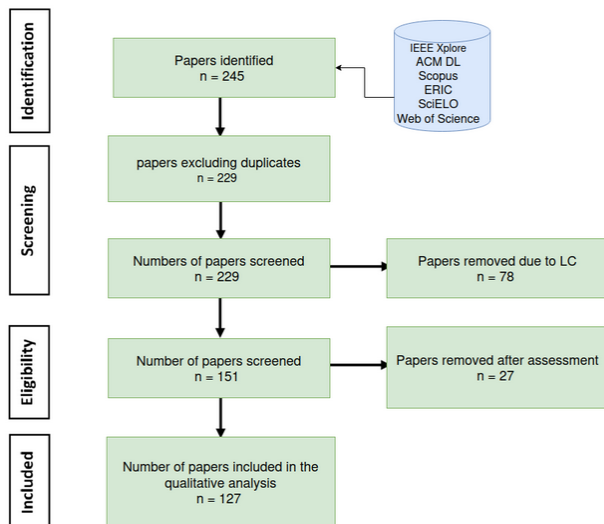 Identification
Papers identified
n = 245
IEEE Xplore
ACM DL
Scopus
ERIC
SciELO
Web of Science
Screening
papers excluding duplicates
n = 229
Numbers of papers screened
n = 229
Papers removed due to LC
n = 78
Eligibility
Number of papers screened
n = 151
Papers removed after assessment
n = 27
Included
Number of papers included in the
qualitative analysis
n = 127